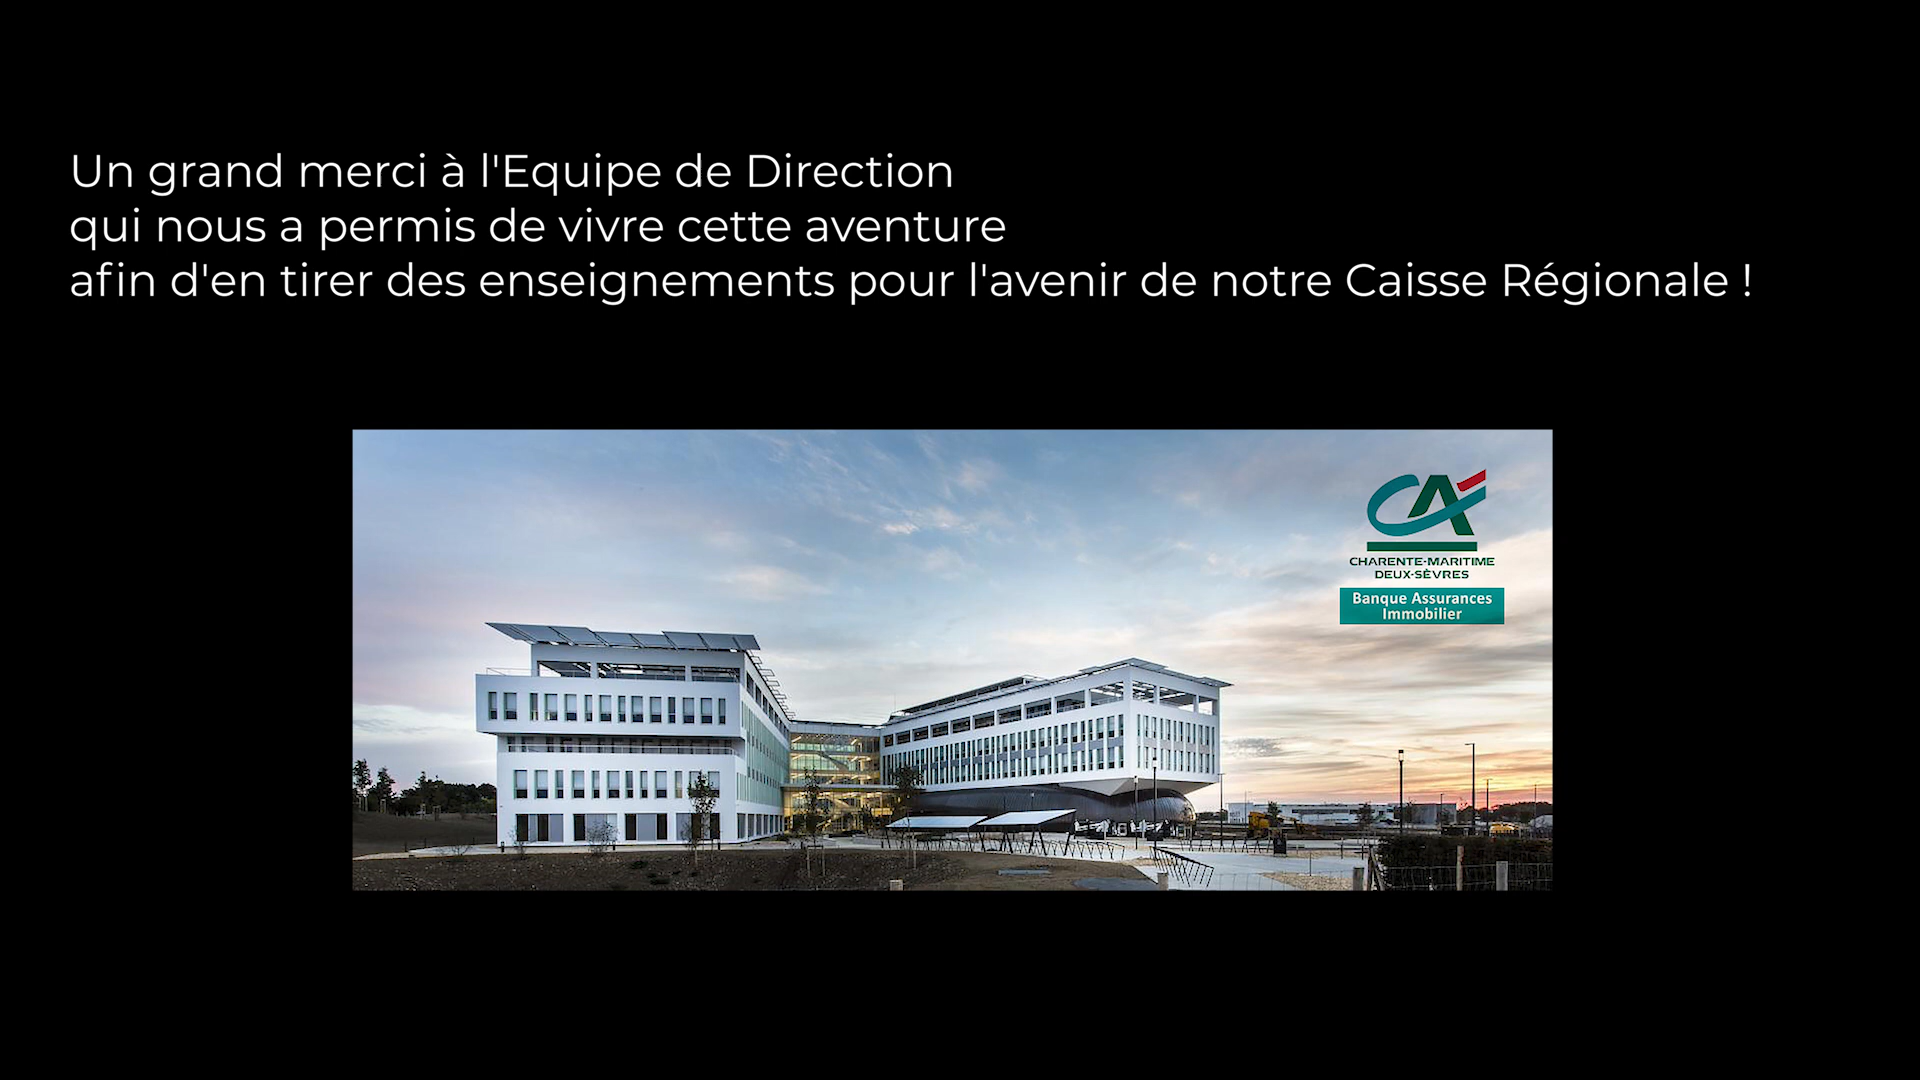 Un grand merci à l'Equipe de Direction
qui nous a permis de vivre cette aventure
afin d'en tirer des enseignements pour l'avenir de notre Caisse Régionale !
CA
CHARENTE-MARITIME
DEUX-SÈVRES
Banque Assurances
Immobilier